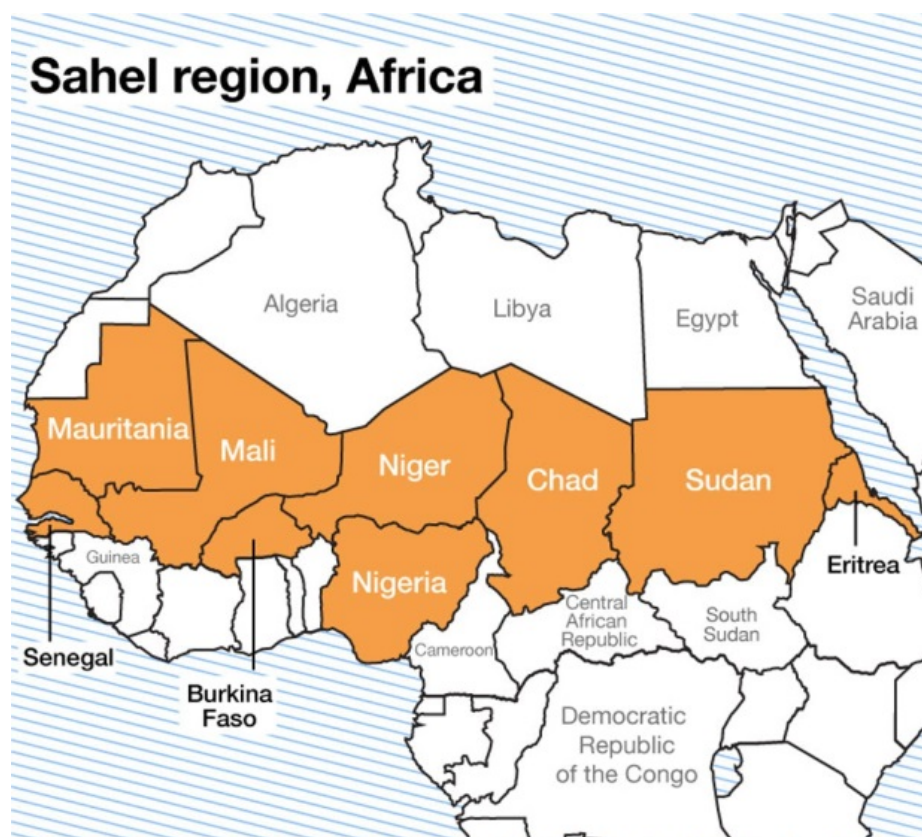 Sahel region, Africa
Algeria
Libya
Egypt
Saudi
Arabia
Mauritania
Mali
Niger
Chad
Sudan
Eritrea
Guinea
Nigeria
Central
African
Republic
South
Sudan
Cameroon
Senegal
Burkina
Faso
Democratic
Republic
of the Congo